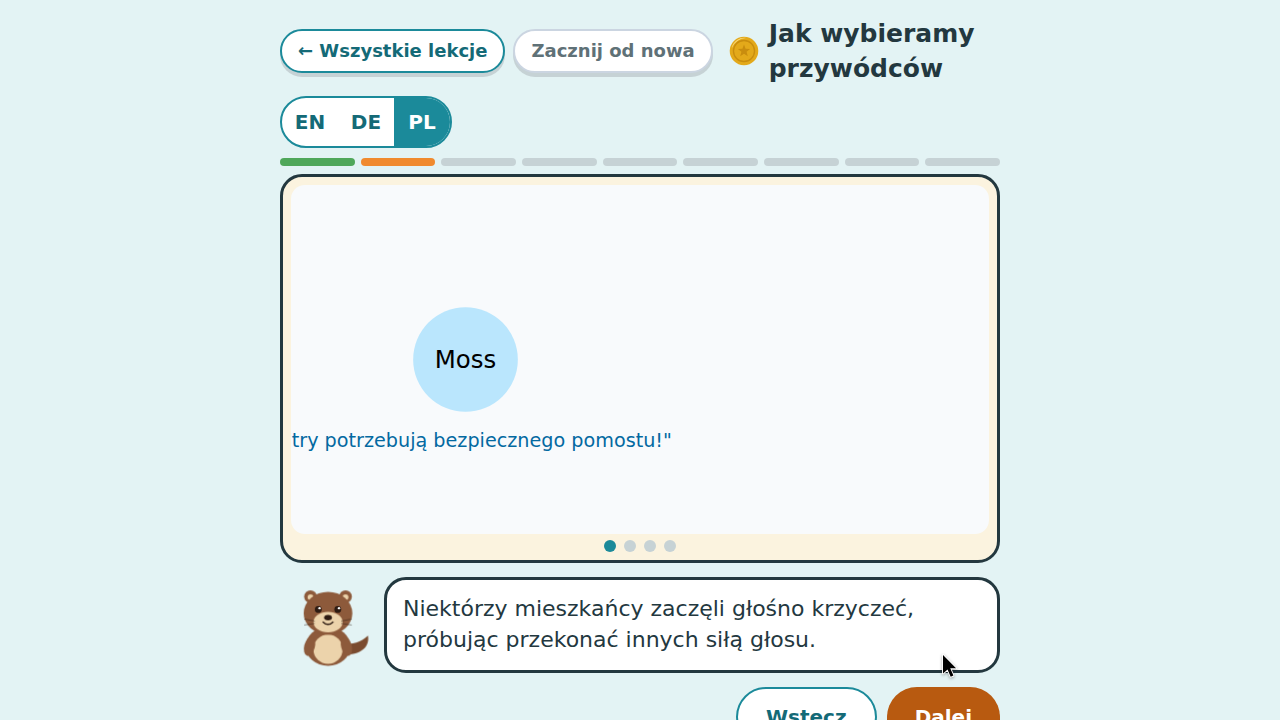 ← Wszystkie lekcje
Zacznij od nowa
Jak wybieramy
przywódców
EN DE PL
Moss
try potrzebują bezpiecznego pomostu!"
Niektórzy mieszkańcy zaczęli głośno krzyczeć,
próbując przekonać innych siłą głosu.
Wstecz
Dalej